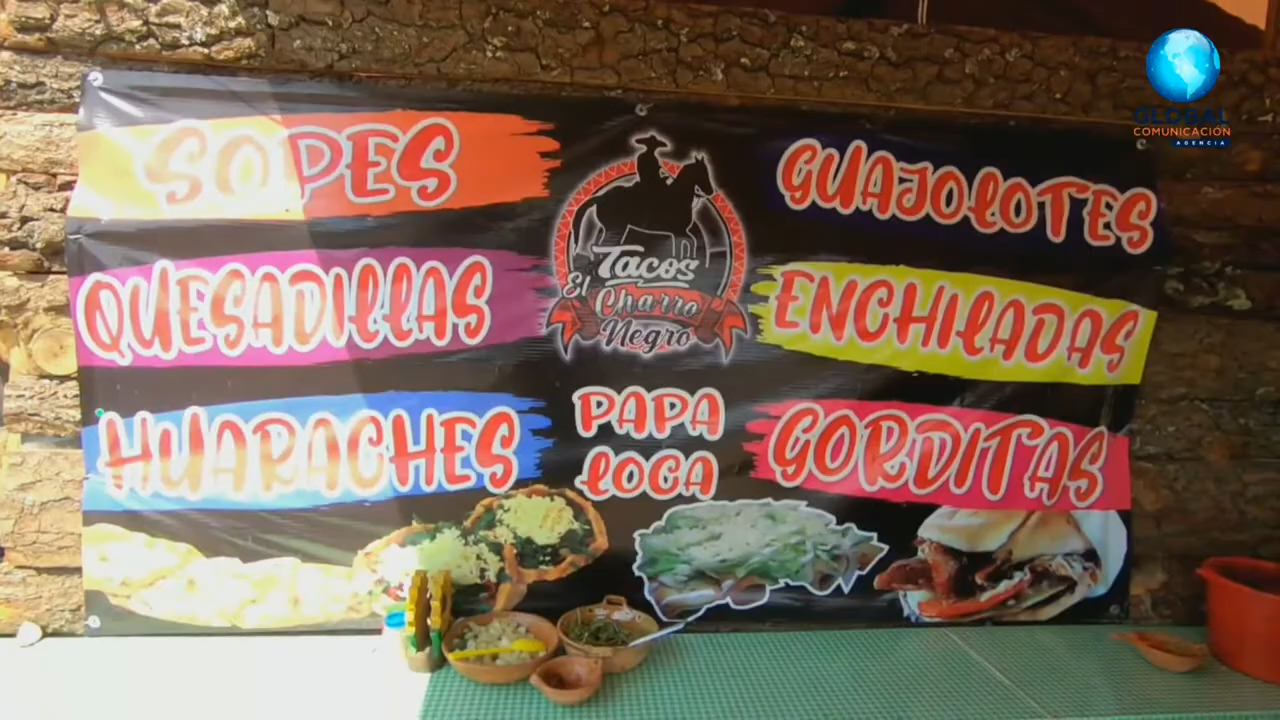 SOPES
QUESADILLAS
HUARACHES
Tacos
El Charro
Negro
PAPA
LOCA
GUAJOLOTES
ENCHILADAS
GORDITAS
GLOBAL
COMUNICACIÓN
AGENCIA